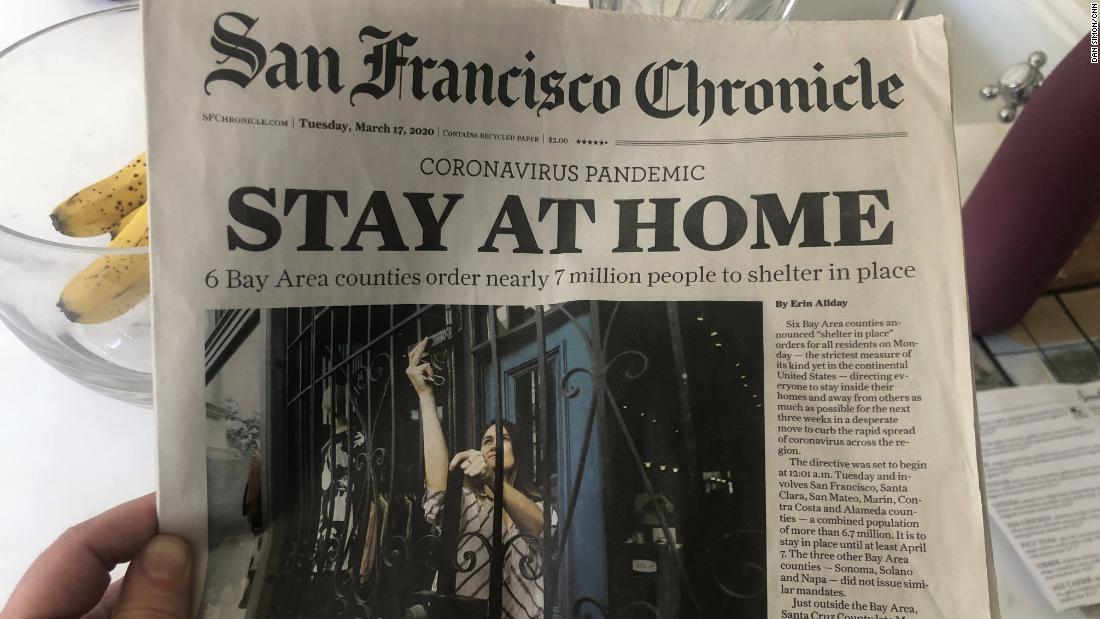 San Francisco Chronicle
SFCHRONICLE.COM | Tuesday, March 17, 2020 | CONTAINS RECYCLED PAPER | $2.00 ★★★★★
CORONAVIRUS PANDEMIC
STAY AT HOME
6 Bay Area counties order nearly 7 million people to shelter in place
By Erin Allday
Six Bay Area counties an-
nounced “shelter in place”
orders for all residents on Mon-
day — the strictest measure of
its kind yet in the continental
United States — directing ev-
eryone to stay inside their
homes and away from others as
much as possible for the next
three weeks in a desperate
move to curb the rapid spread
of coronavirus across the re-
gion.
The directive was set to begin
at 12:01 a.m. Tuesday and in-
volves San Francisco, Santa
Clara, San Mateo, Marin, Con-
tra Costa and Alameda coun-
ties — a combined population
of more than 6.7 million. It is to
stay in place until at least April
7. The three other Bay Area
counties — Sonoma, Solano
and Napa — did not issue simi-
lar mandates.
Just outside the Bay Area,
Santa Cruz County
DAN SIMON/CNN